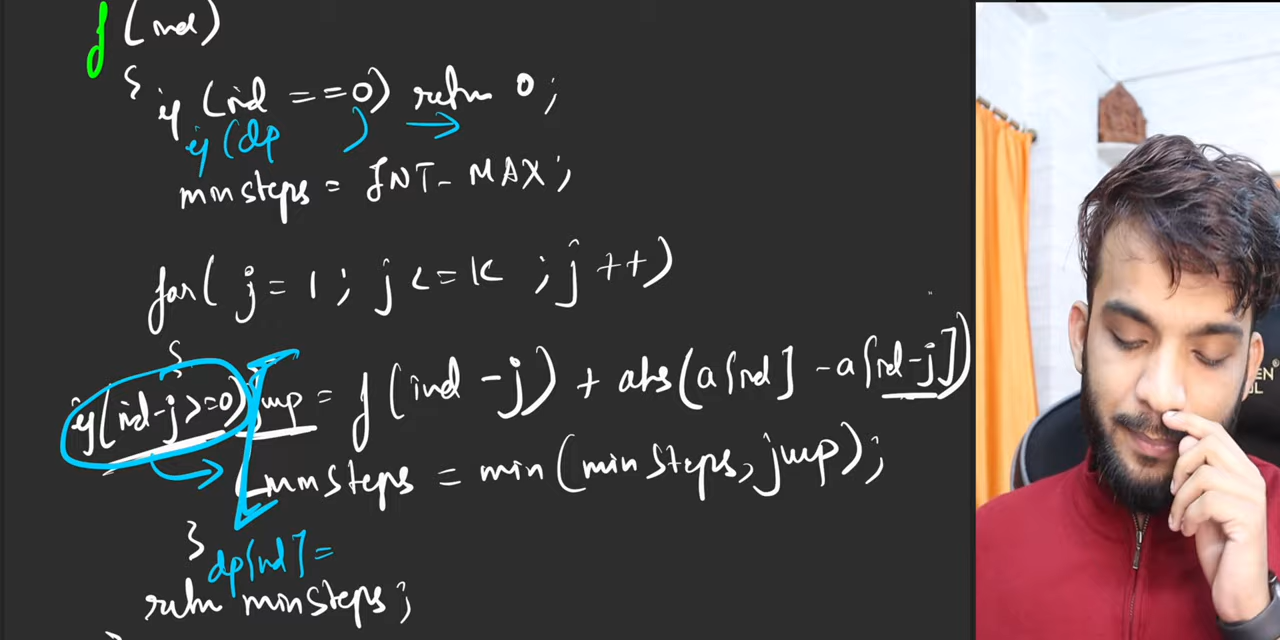 f(ind)
{
if (ind == 0) return 0;
if (dp )
minsteps = INT_MAX;
for( j = 1; j <= k ; j ++)
{
if(ind-j>=0) jump = f(ind - j) + abs(a[ind] - a[ind-j])
minsteps = min(minsteps, jump);
}
dp[ind] =
return minsteps;
}